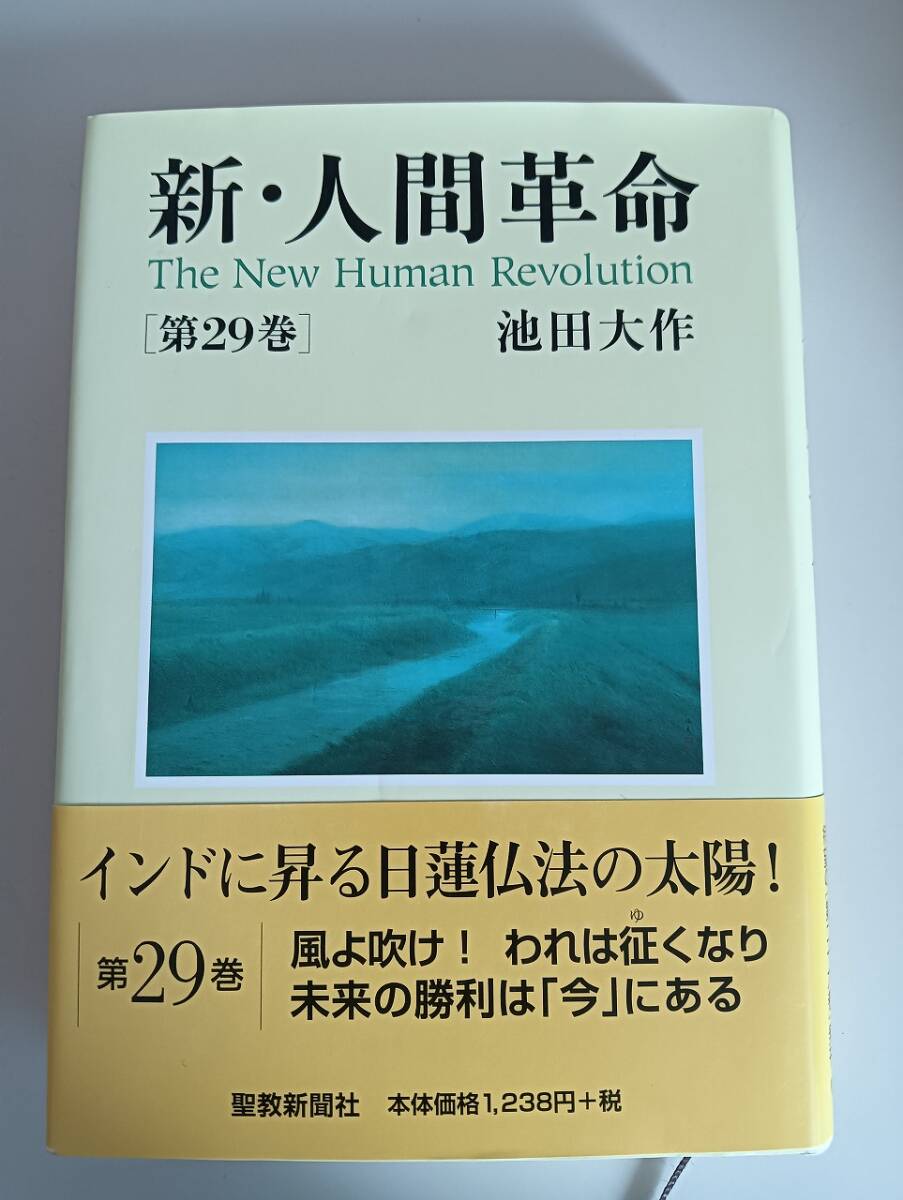 新・人間革命
The New Human Revolution
［第29巻］ 池田大作
インドに昇る日蓮仏法の太陽！
第29巻
風よ吹け！ われは征くなり
ゆ
未来の勝利は「今」にある
聖教新聞社 本体価格1,238円+税